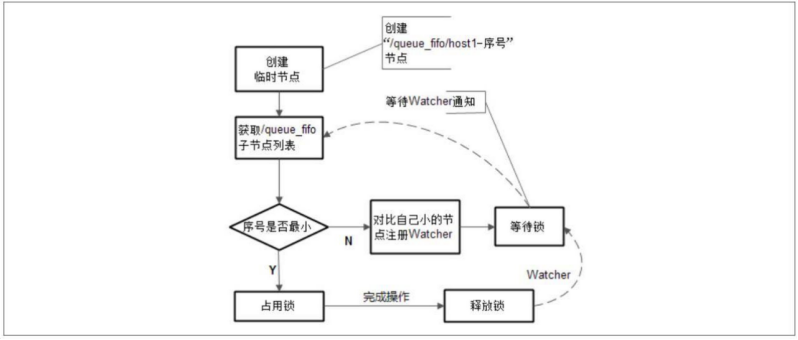 创建
“/queue_fifo/host1-序号”
节点
创建
临时节点
等待Watcher通知
获取/queue_fifo
子节点列表
序号是否最小
N
对比自己小的节
点注册Watcher
等待锁
Y
Watcher
占用锁
完成操作
释放锁